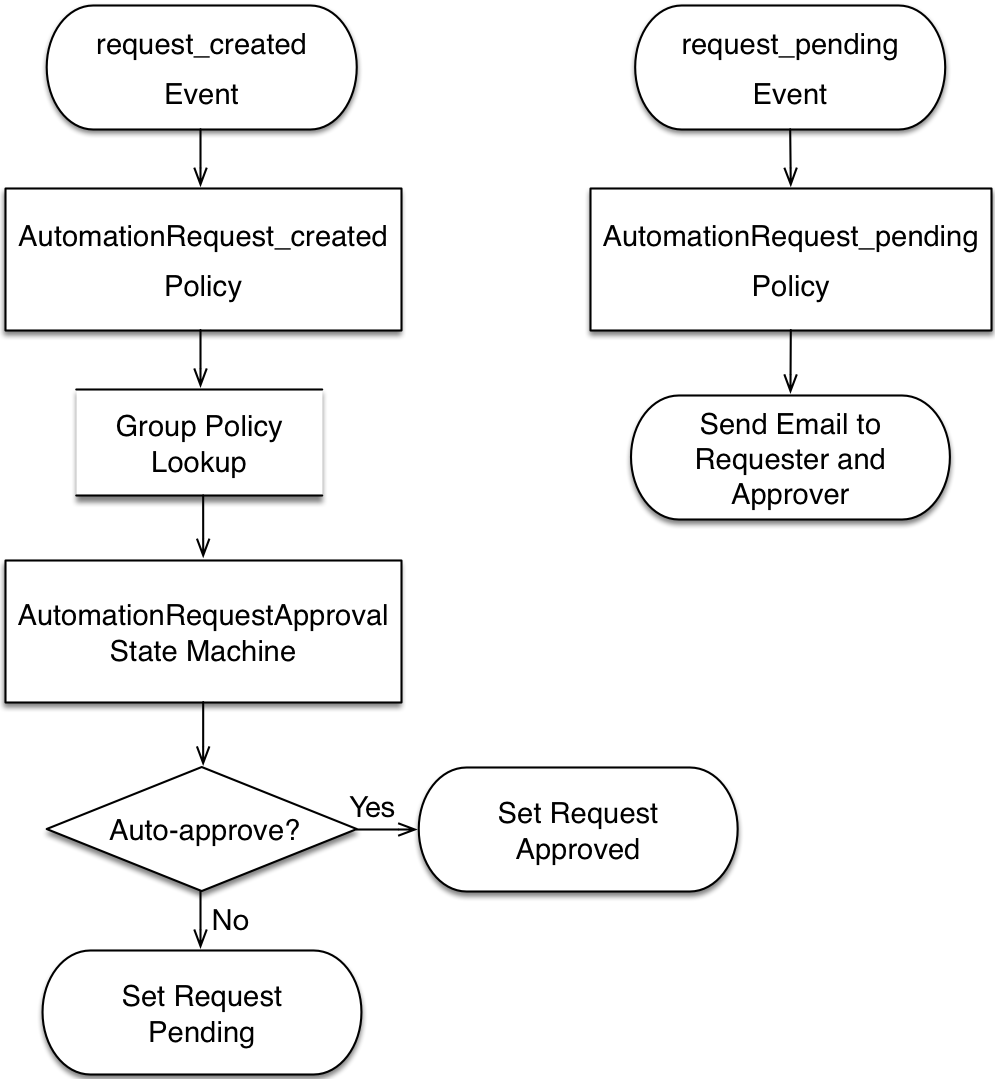 request_created
Event
AutomationRequest_created
Policy
Group Policy
Lookup
AutomationRequestApproval
State Machine
Auto-approve?
Yes
Set Request
Approved
No
Set Request
Pending
request_pending
Event
AutomationRequest_pending
Policy
Send Email to
Requester and
Approver